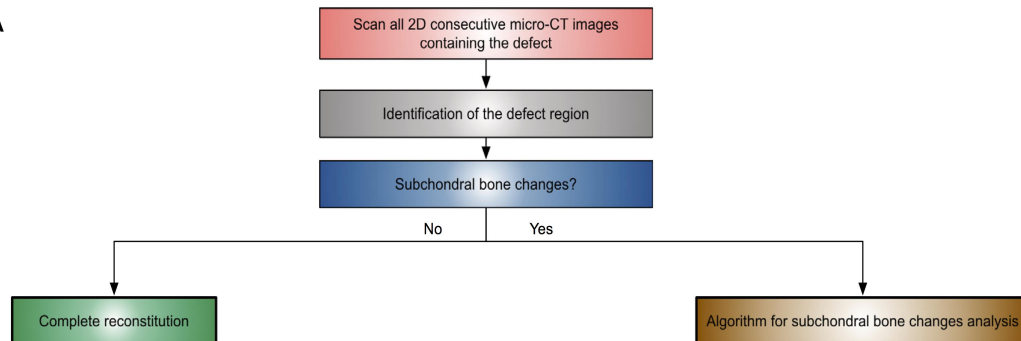 A
Scan all 2D consecutive micro-CT images
containing the defect
Identification of the defect region
Subchondral bone changes?
No Yes
Complete reconstitution
Algorithm for subchondral bone changes analysis